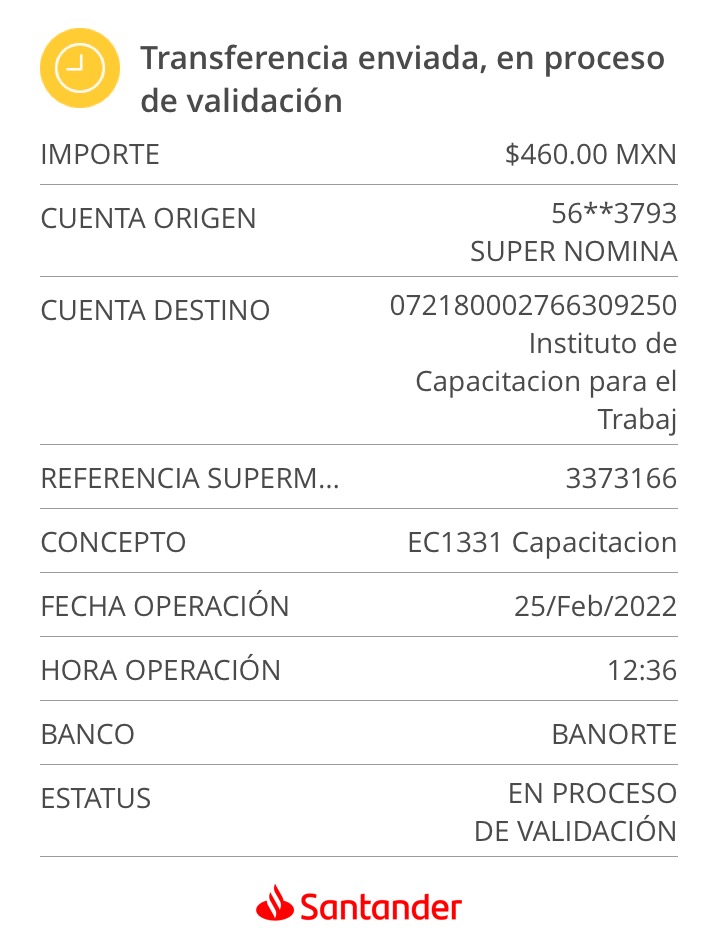 Transferencia enviada, en proceso
de validación
IMPORTE $460.00 MXN
CUENTA ORIGEN 56**3793
SUPER NOMINA
CUENTA DESTINO 072180002766309250
Instituto de
Capacitacion para el
Trabaj
REFERENCIA SUPERM... 3373166
CONCEPTO EC1331 Capacitacion
FECHA OPERACIÓN 25/Feb/2022
HORA OPERACIÓN 12:36
BANCO BANORTE
ESTATUS EN PROCESO
DE VALIDACIÓN
Santander